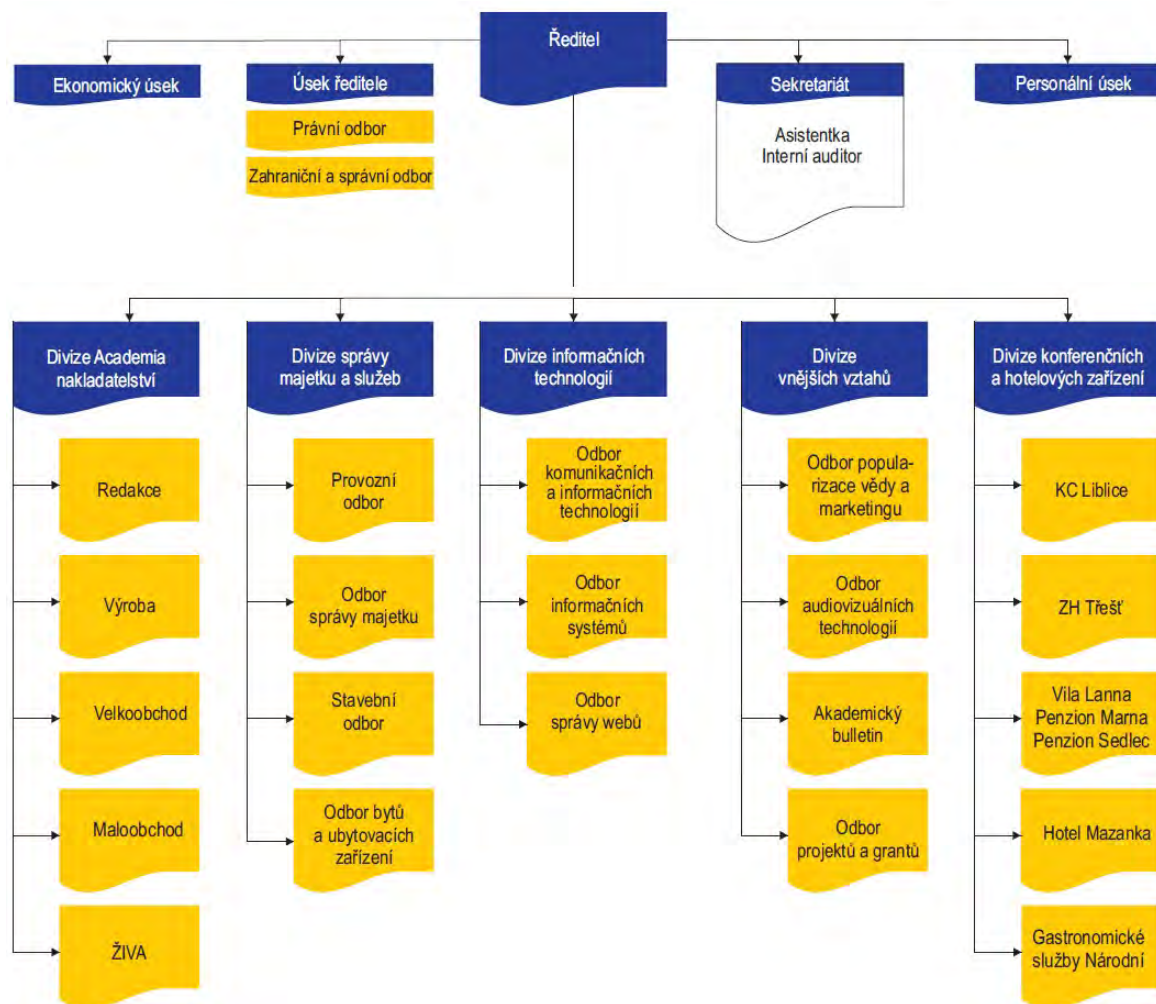 Ředitel
Ekonomický úsek
Úsek ředitele
Právní odbor
Zahraniční a správní odbor
Sekretariát
Asistentka
Interní auditor
Personální úsek
Divize Academia
nakladatelství
Redakce
Výroba
Velkoobchod
Maloobchod
ŽIVA
Divize správy
majetku a služeb
Provozní
odbor
Odbor
správy majetku
Stavební
odbor
Odbor bytů
a ubytovacích
zařízení
Divize informačních
technologií
Odbor
komunikačních
a informačních
technologií
Odbor
informačních
systémů
Odbor
správy webů
Divize
vnějších vztahů
Odbor popula-
rizace vědy a
marketingu
Odbor
audiovizuálních
technologií
Akademický
bulletin
Odbor
projektů a grantů
Divize konferenčních
a hotelových zařízení
KC Liblice
ZH Třešť
Vila Lanna
Penzion Marna
Penzion Sedlec
Hotel Mazanka
Gastronomické
služby Národní